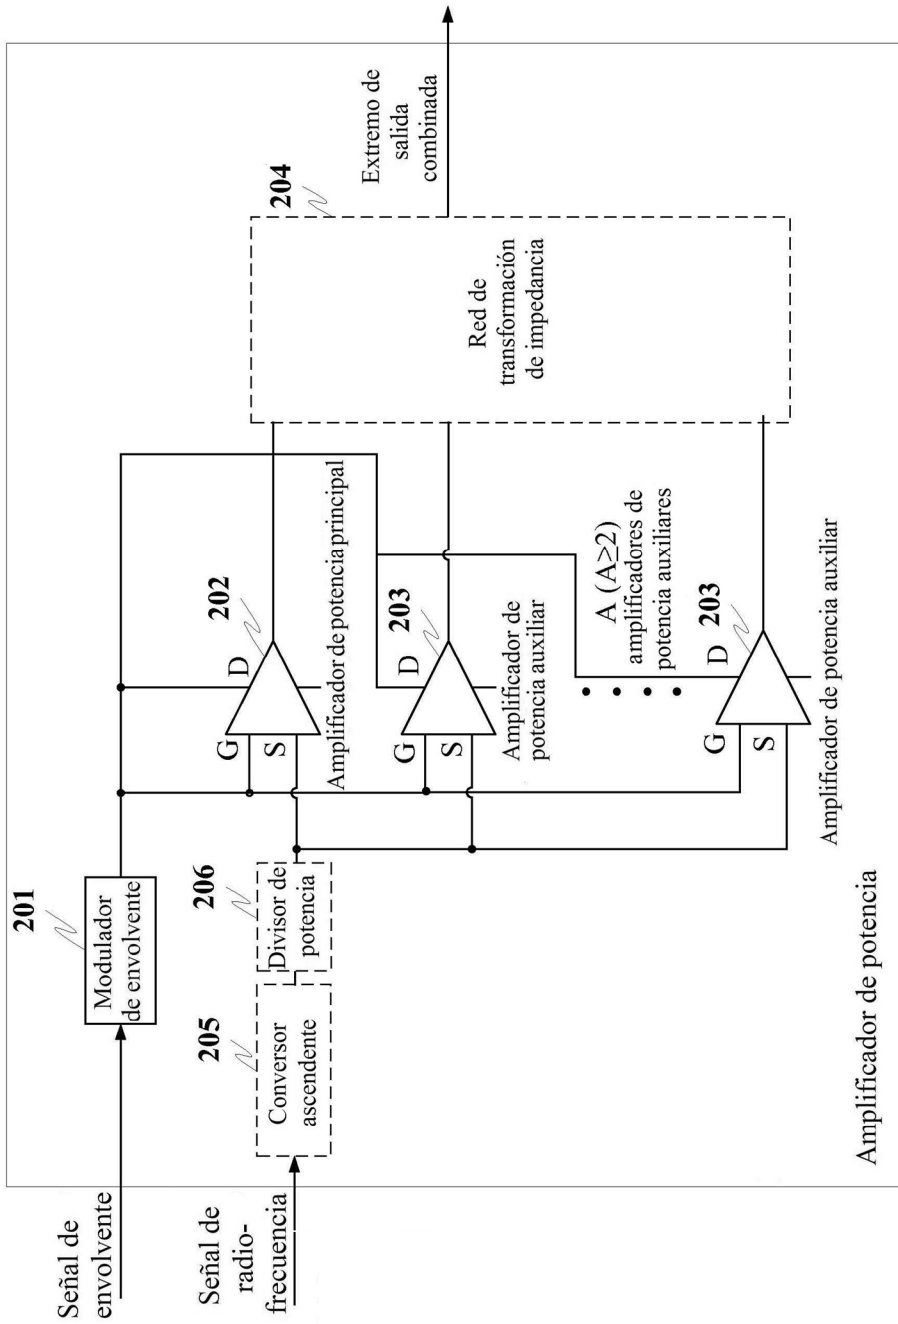 Señal de
envolvente
201
Modulador
de envolvente
Señal de
radio-
frecuencia
205
Conversor
ascendente
206
Divisor de
potencia
G
S
D
202
Amplificador de potencia principal
G
S
D
203
Amplificador de
potencia auxiliar
A (A≥2)
amplificadores de
potencia auxiliares
G
S
D
203
Amplificador de potencia auxiliar
204
Red de
transformación
de impedancia
Extremo de
salida
combinada
Amplificador de potencia